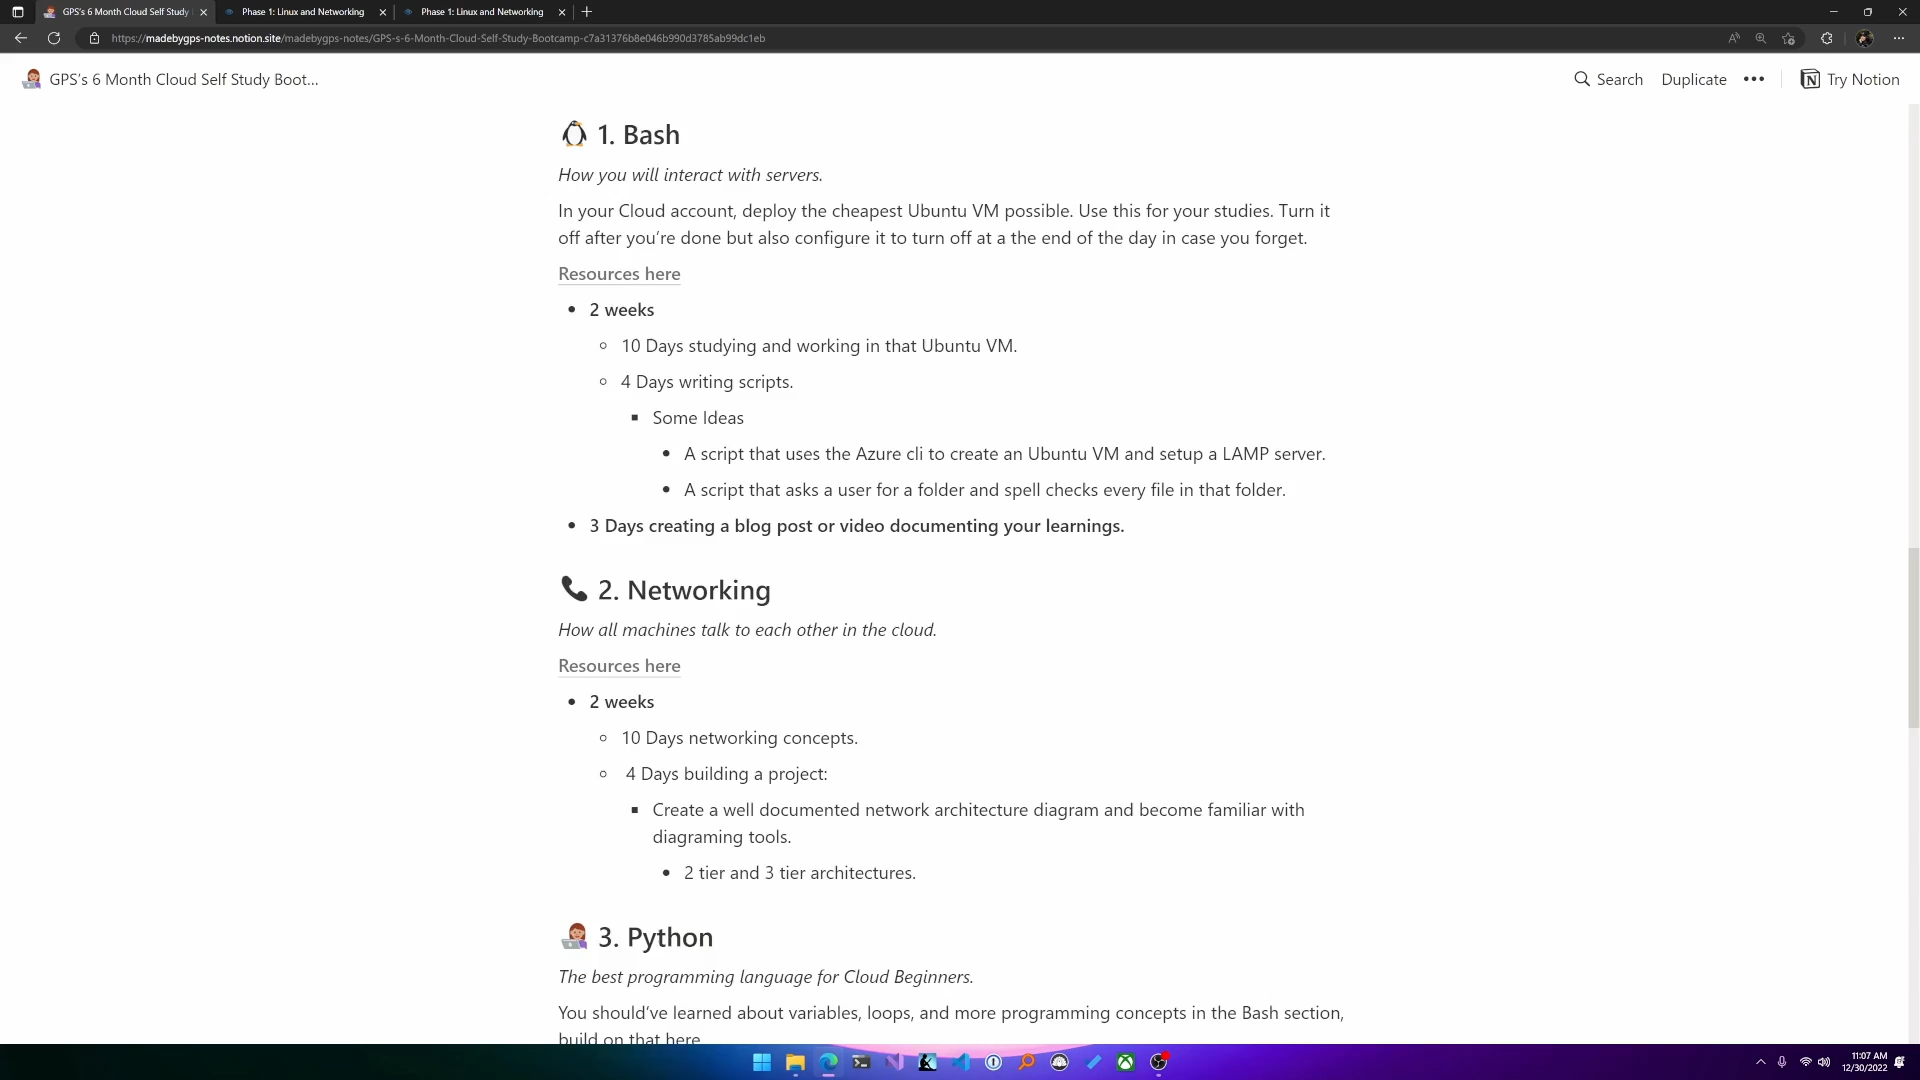 GPS's 6 Month Cloud Self Study
Phase 1: Linux and Networking
Phase 1: Linux and Networking
https://madebygps-notes.notion.site/madebygps-notes/GPS-s-6-Month-Cloud-Self-Study-Bootcamp-c7a31376b8e046b990d3785ab99dc1eb
GPS's 6 Month Cloud Self Study Boot...
Search Duplicate ••• Try Notion
1. Bash
How you will interact with servers.
In your Cloud account, deploy the cheapest Ubuntu VM possible. Use this for your studies. Turn it
off after you're done but also configure it to turn off at a the end of the day in case you forget.
Resources here
• 2 weeks
◦ 10 Days studying and working in that Ubuntu VM.
◦ 4 Days writing scripts.
▪ Some Ideas
• A script that uses the Azure cli to create an Ubuntu VM and setup a LAMP server.
• A script that asks a user for a folder and spell checks every file in that folder.
• 3 Days creating a blog post or video documenting your learnings.
2. Networking
How all machines talk to each other in the cloud.
Resources here
• 2 weeks
◦ 10 Days networking concepts.
◦ 4 Days building a project:
▪ Create a well documented network architecture diagram and become familiar with
diagraming tools.
• 2 tier and 3 tier architectures.
3. Python
The best programming language for Cloud Beginners.
You should've learned about variables, loops, and more programming concepts in the Bash section,
build on that here
11:07 AM
12/30/2022